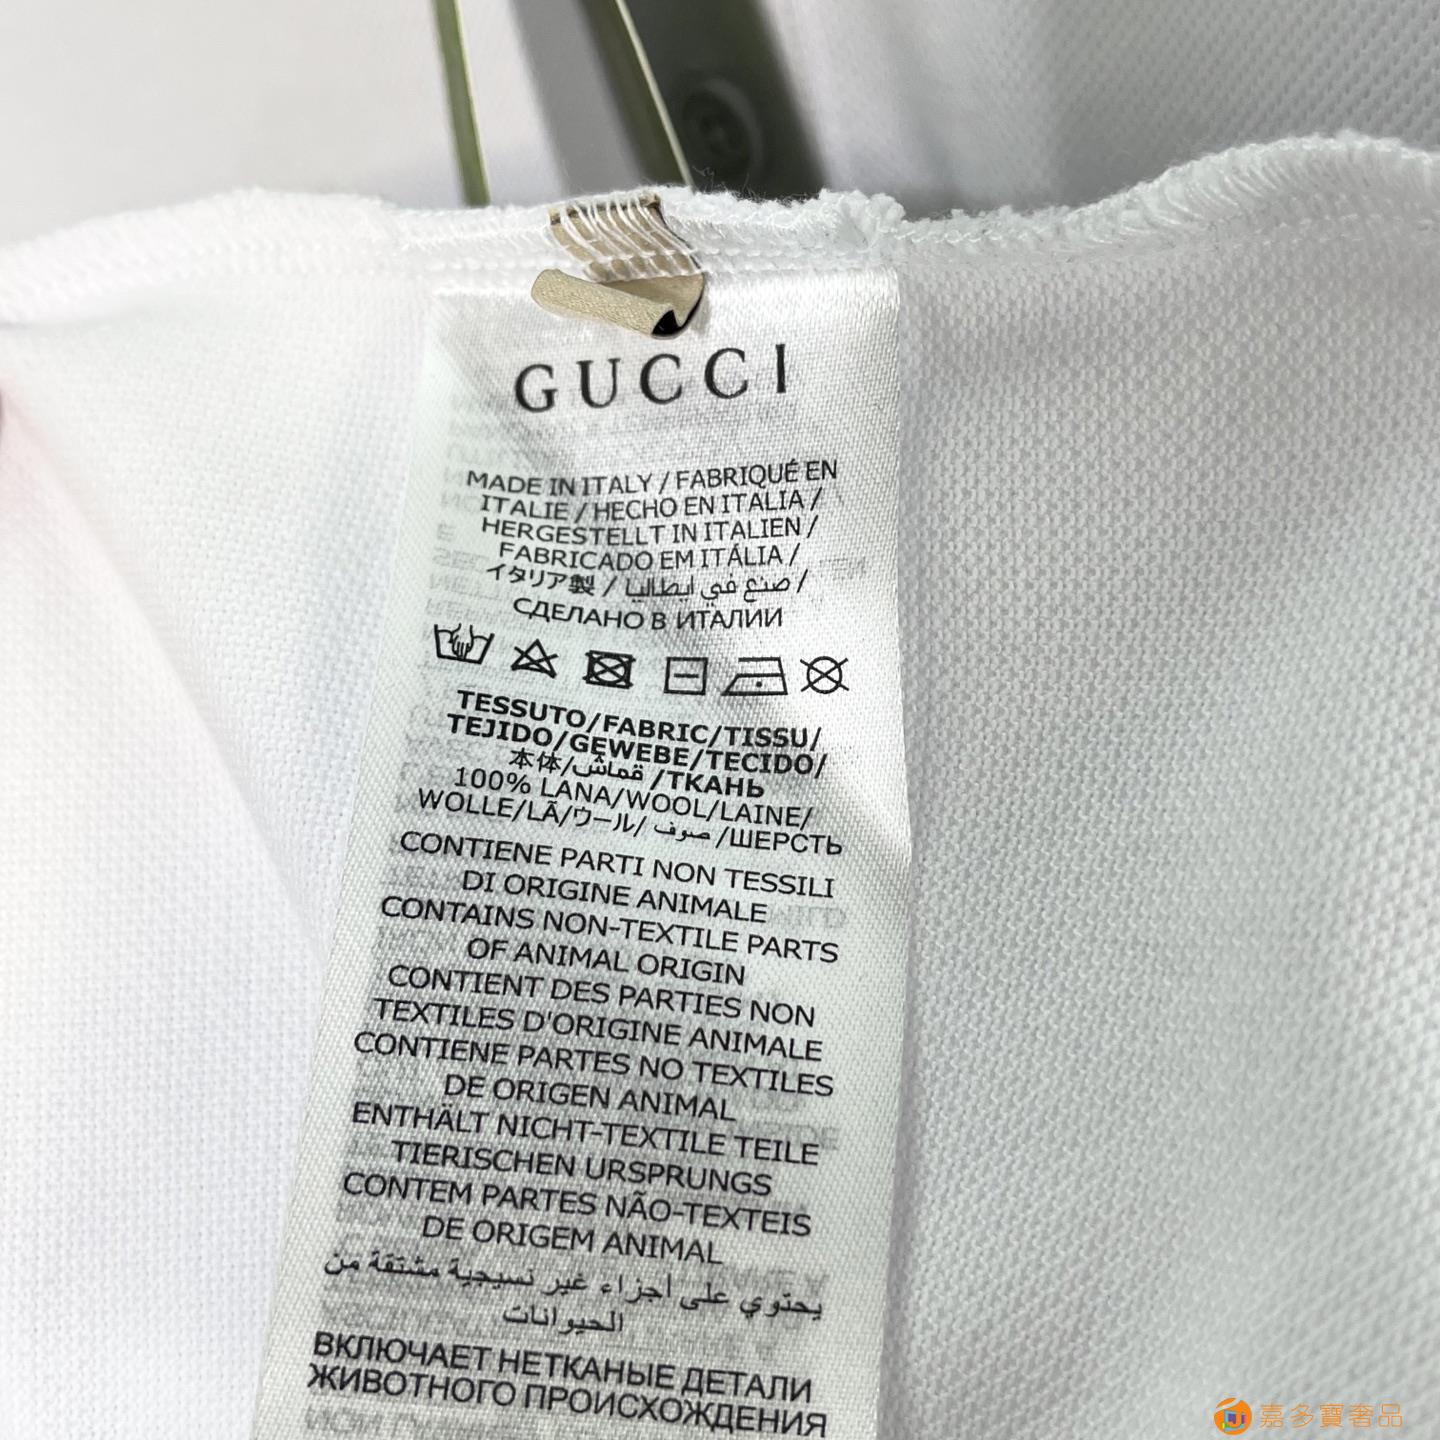 GUCCI
MADE IN ITALY / FABRIQUÉ EN
ITALIE / HECHO EN ITALIA /
HERGESTELLT IN ITALIEN /
FABRICADO EM ITÁLIA /
イタリア製 / صنع في ايطاليا /
СДЕЛАНО В ИТАЛИИ
TESSUTO/FABRIC/TISSU/
TEJIDO/GEWEBE/TECIDO/
本体/قماش /ТКАНЬ
100% LANA/WOOL/LAINE/
WOLLE/LÃ/ウール/ صوف /ШЕРСТЬ
CONTIENE PARTI NON TESSILI
DI ORIGINE ANIMALE
CONTAINS NON-TEXTILE PARTS
OF ANIMAL ORIGIN
CONTIENT DES PARTIES NON
TEXTILES D'ORIGINE ANIMALE
CONTIENE PARTES NO TEXTILES
DE ORIGEN ANIMAL
ENTHÄLT NICHT-TEXTILE TEILE
TIERISCHEN URSPRUNGS
CONTEM PARTES NÃO-TEXTEIS
DE ORIGEM ANIMAL
يحتوي على أجزاء غير نسيجية مشتقة من
الحيوانات
ВКЛЮЧАЕТ НЕТКАНЫЕ ДЕТАЛИ
ЖИВОТНОГО ПРОИСХОЖДЕНИЯ
嘉多寶奢品